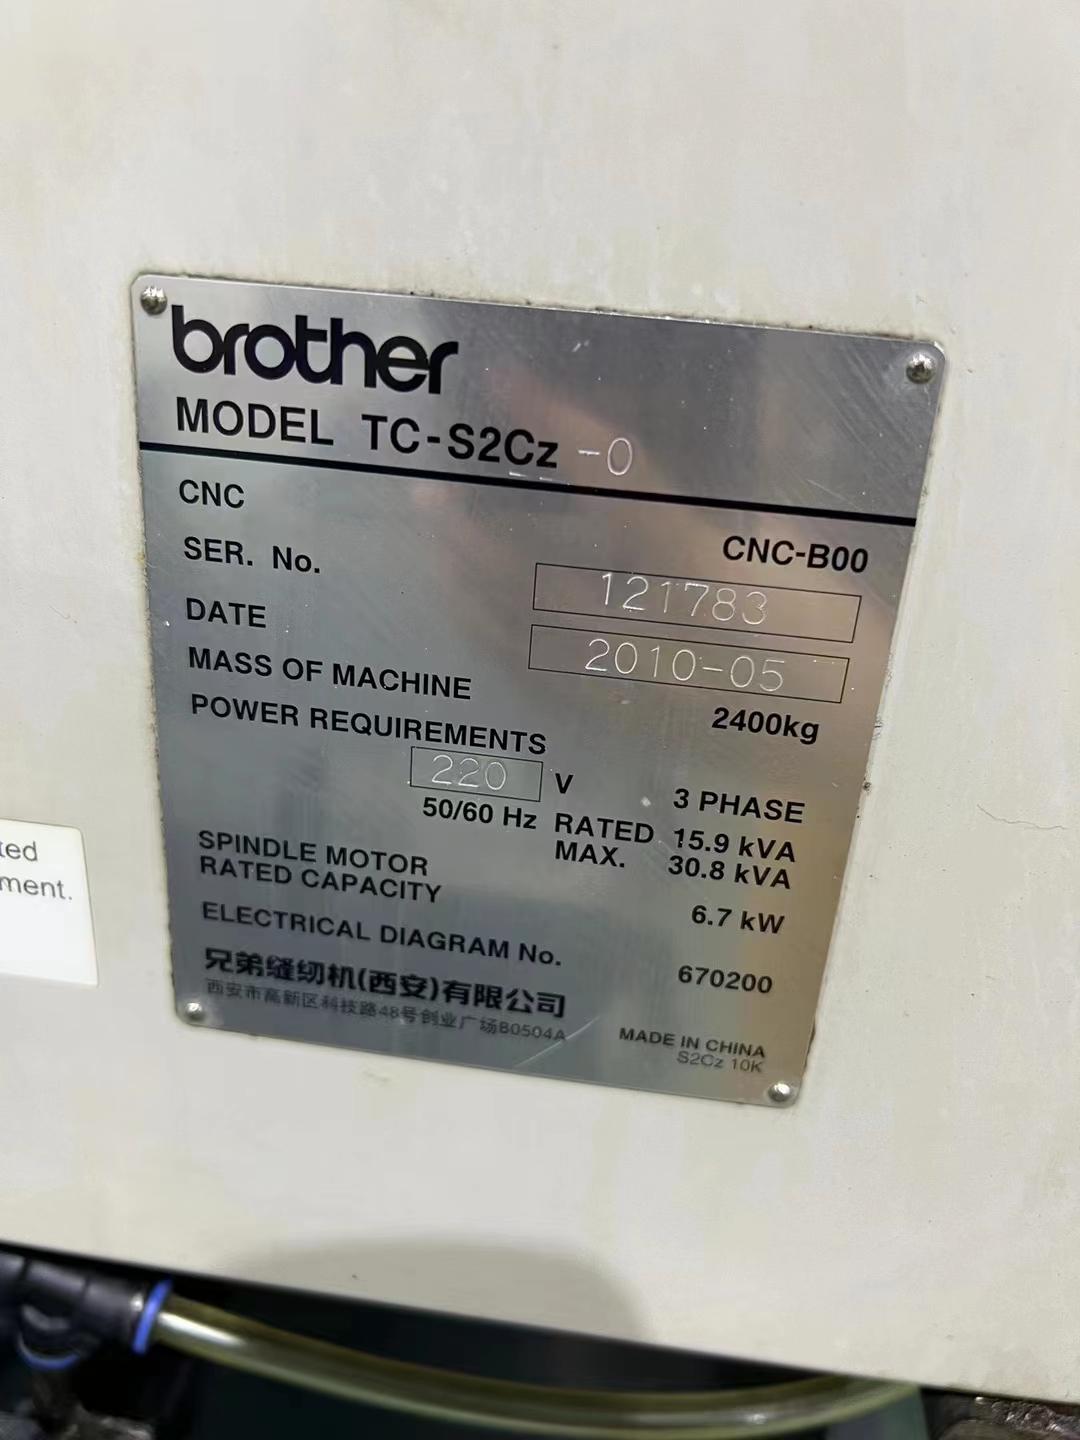 brother
MODEL TC-S2Cz -0
CNC CNC-B00
SER. No. 121783
DATE 2010-05
MASS OF MACHINE 2400kg
POWER REQUIREMENTS
220 V 3 PHASE
50/60 Hz RATED 15.9 kVA
MAX. 30.8 kVA
SPINDLE MOTOR
RATED CAPACITY 6.7 kW
ELECTRICAL DIAGRAM No. 670200
兄弟缝纫机(西安)有限公司
西安市高新区科技路48号创业广场B0504A
MADE IN CHINA
S2Cz 10K
ted
ment.